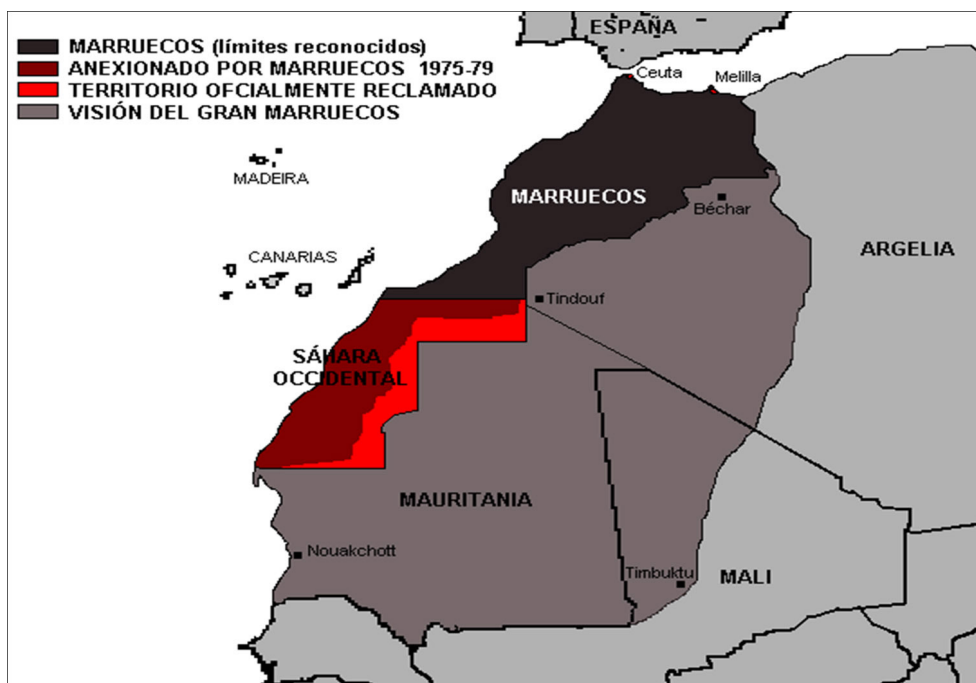 MARRUECOS (límites reconocidos)
ANEXIONADO POR MARRUECOS 1975-79
TERRITORIO OFCIALMENTE RECLAMADO
VISIÓN DEL GRAN MARRUECOS
ESPAÑA
Ceuta
Melilla
MADEIRA
MARRUECOS
Béchar
ARGELIA
CANARIAS
Tindouf
SÁHARA
OCCIDENTAL
MAURITANIA
Nouakchott
Timbuktu
MALI